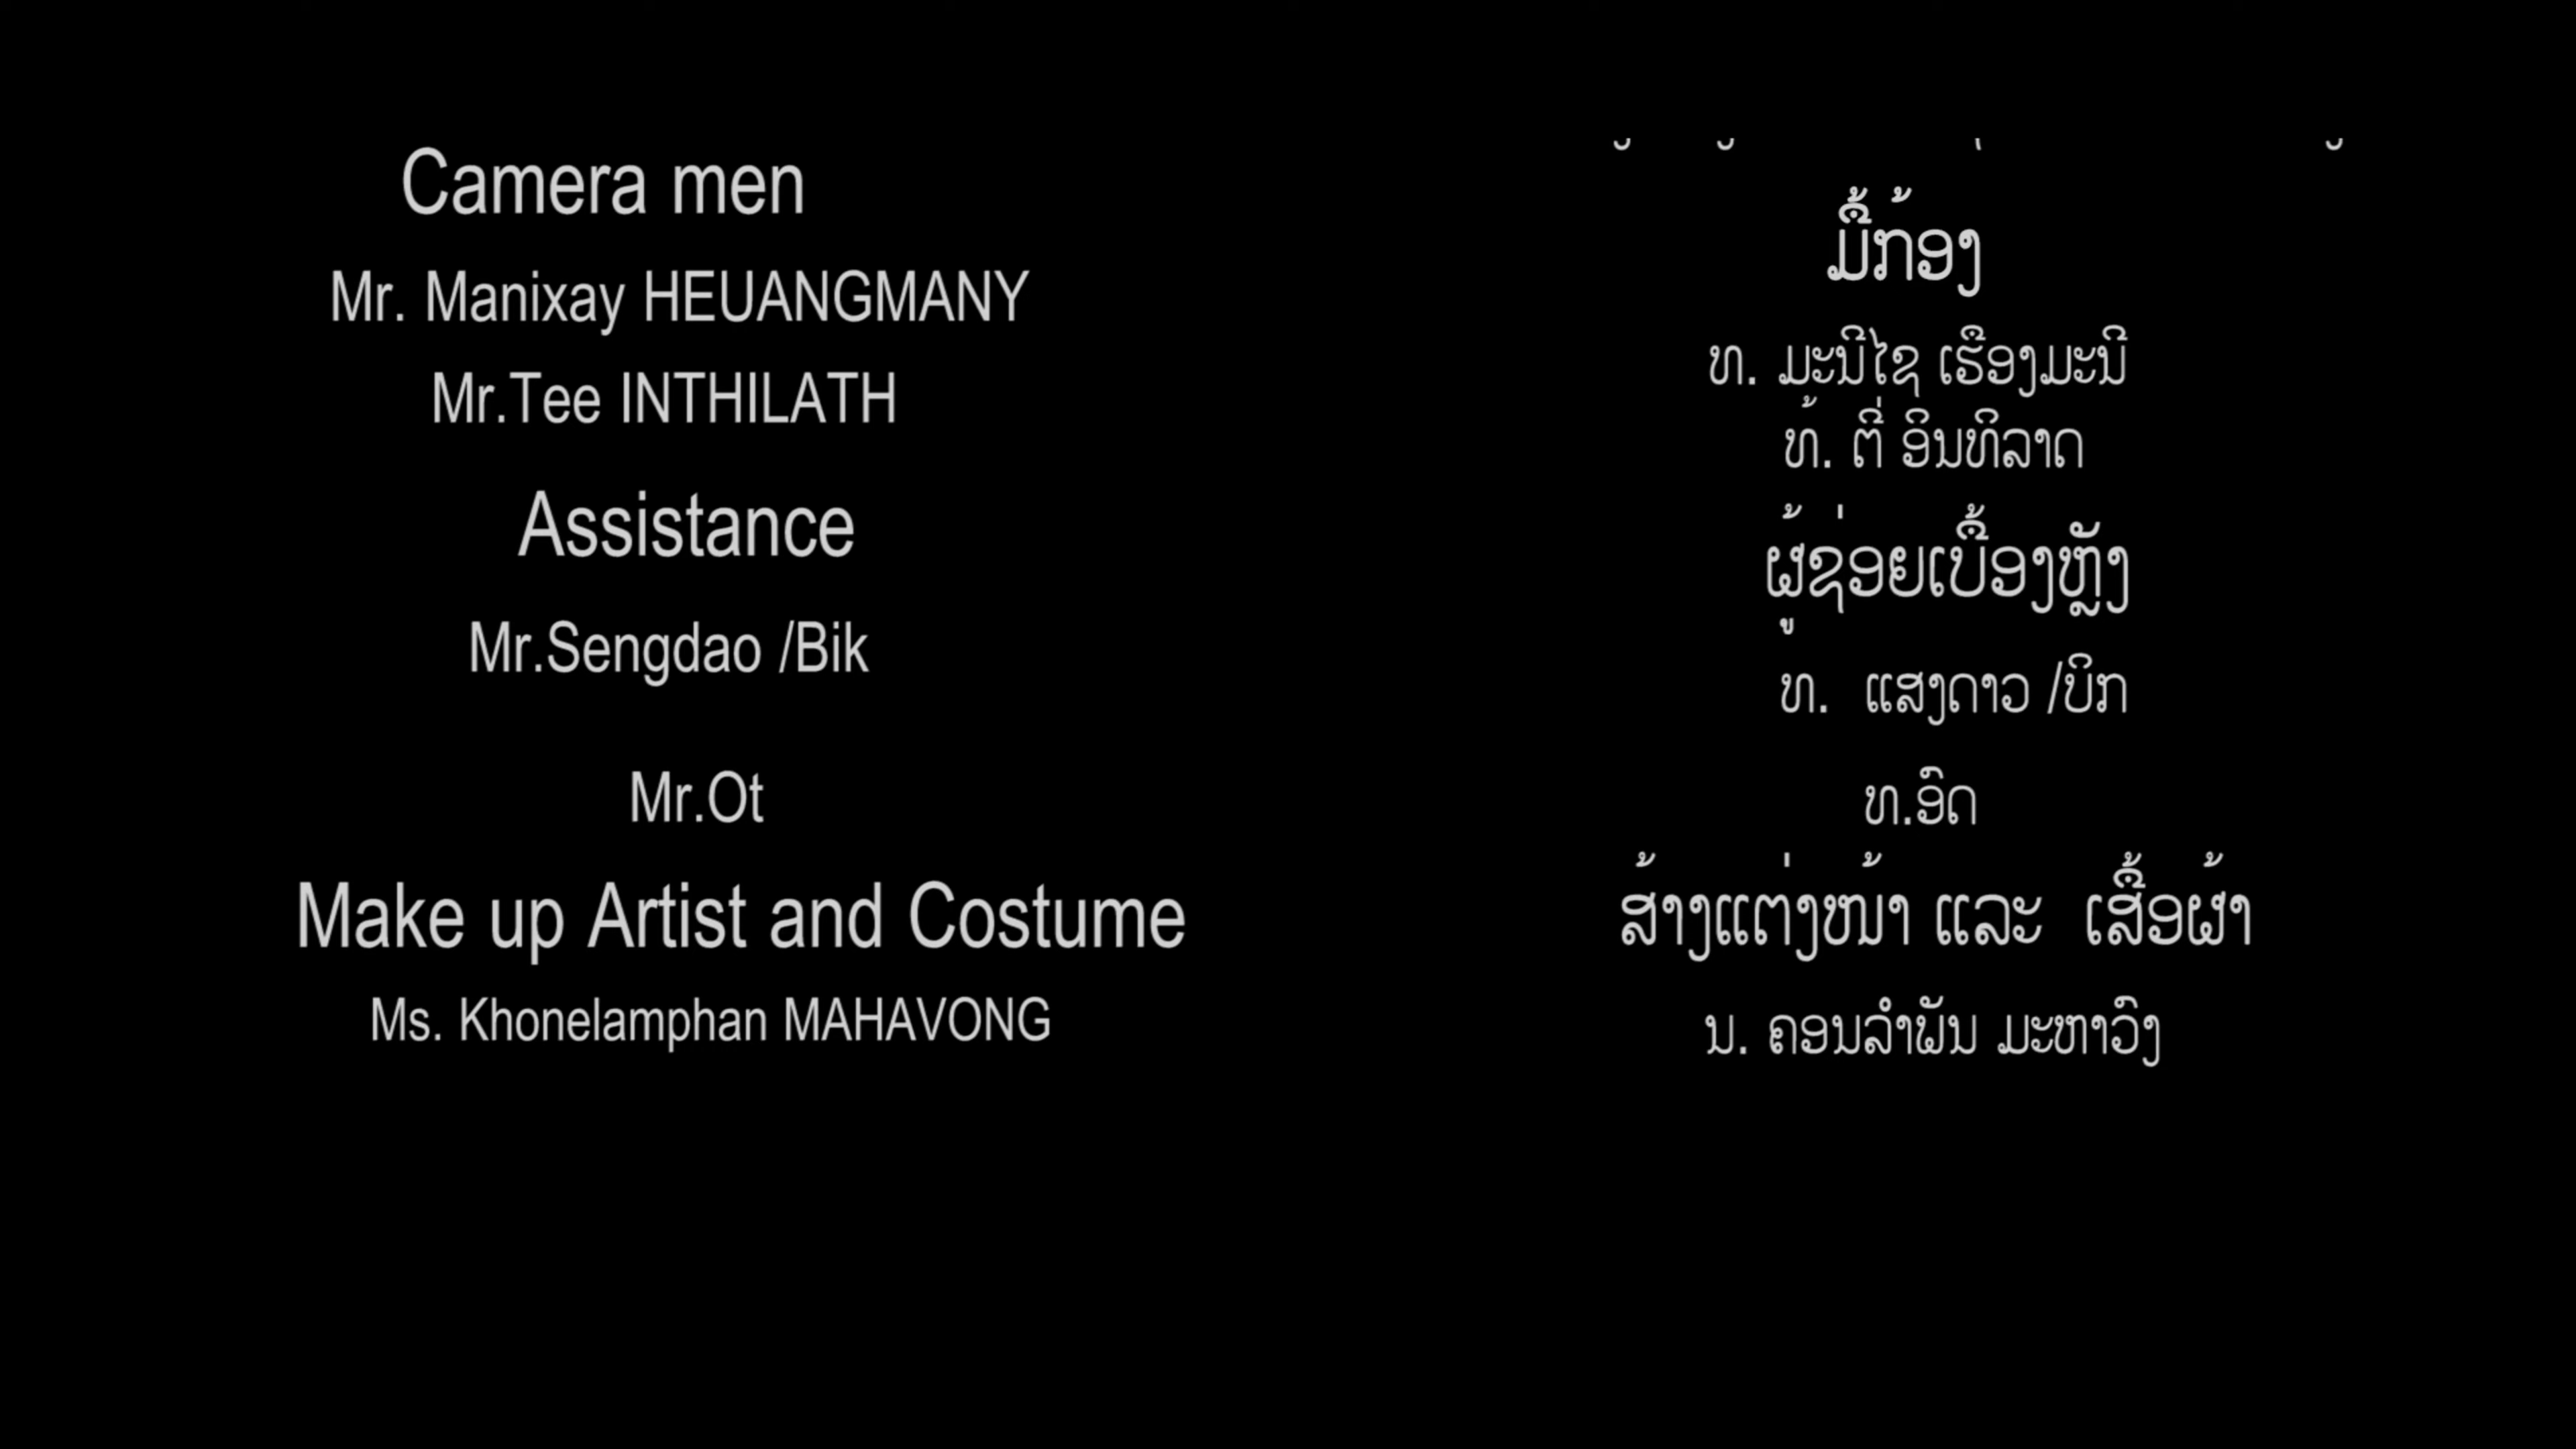 Camera men
Mr. Manixay HEUANGMANY
Mr.Tee INTHILATH
Assistance
Mr.Sengdao /Bik
Mr.Ot
Make up Artist and Costume
Ms. Khonelamphan MAHAVONG
ມື້ກ້ອງ
ທ. ມະນີໄຊ ເຮືອງມະນີ
ທ້. ຕີ່ ອິນທິລາດ
ຜູ້ຊ່ອຍເບື້ອງຫຼັງ
ທ. ແສງດາວ /ບິກ
ທ.ອົດ
ສ້າງແຕ່ງໜ້າ ແລະ ເສື້ອຜ້າ
ນ. ຄອນລຳພັນ ມະຫາວົງ